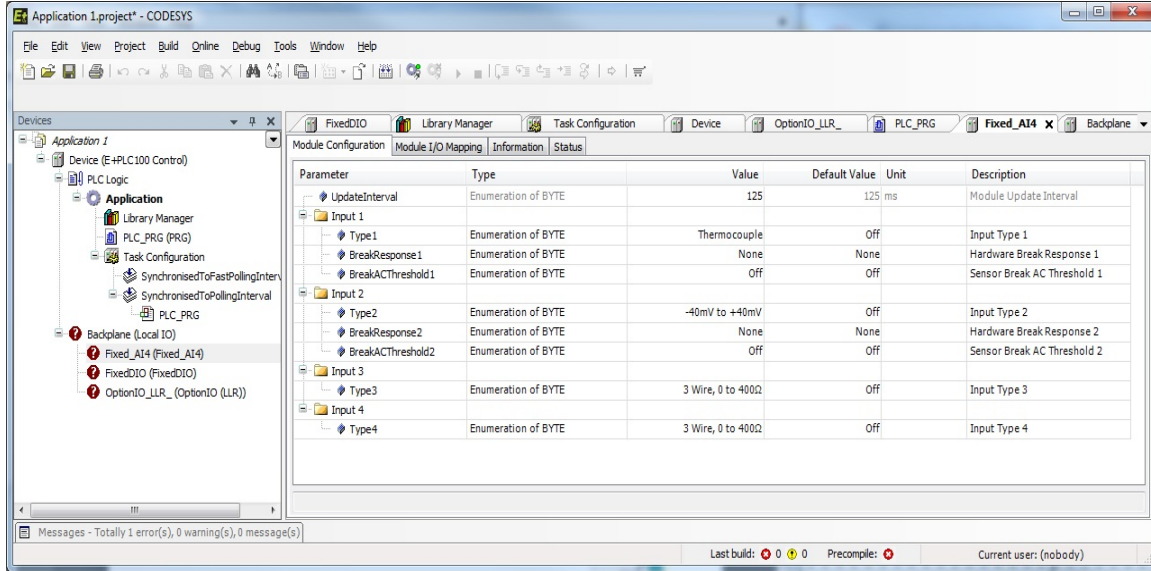 Application 1.project* - CODESYS
File Edit View Project Build Online Debug Tools Window Help
Devices
Application 1
Device (E+PLC100 Control)
PLC Logic
Application
Library Manager
PLC_PRG (PRG)
Task Configuration
SynchronisedToFastPollingInterv
SynchronisedToPollingInterval
PLC_PRG
Backplane (Local IO)
Fixed_AI4 (Fixed_AI4)
FixedDIO (FixedDIO)
OptionIO_LLR_ (OptionIO (LLR))
FixedDIO Library Manager Task Configuration Device OptionIO_LLR_ PLC_PRG Fixed_AI4 X Backplane
Module Configuration Module I/O Mapping Information Status
Parameter Type Value Default Value Unit Description
UpdateInterval Enumeration of BYTE 125 125 ms Module Update Interval
Input 1
Type1 Enumeration of BYTE Thermocouple Off Input Type 1
BreakResponse1 Enumeration of BYTE None None Hardware Break Response 1
BreakACThreshold1 Enumeration of BYTE Off Off Sensor Break AC Threshold 1
Input 2
Type2 Enumeration of BYTE -40mV to +40mV Off Input Type 2
BreakResponse2 Enumeration of BYTE None None Hardware Break Response 2
BreakACThreshold2 Enumeration of BYTE Off Off Sensor Break AC Threshold 2
Input 3
Type3 Enumeration of BYTE 3 Wire, 0 to 400Ω Off Input Type 3
Input 4
Type4 Enumeration of BYTE 3 Wire, 0 to 400Ω Off Input Type 4
Messages - Totally 1 error(s), 0 warning(s), 0 message(s)
Last build: 0 0 Precompile: Current user: (nobody)